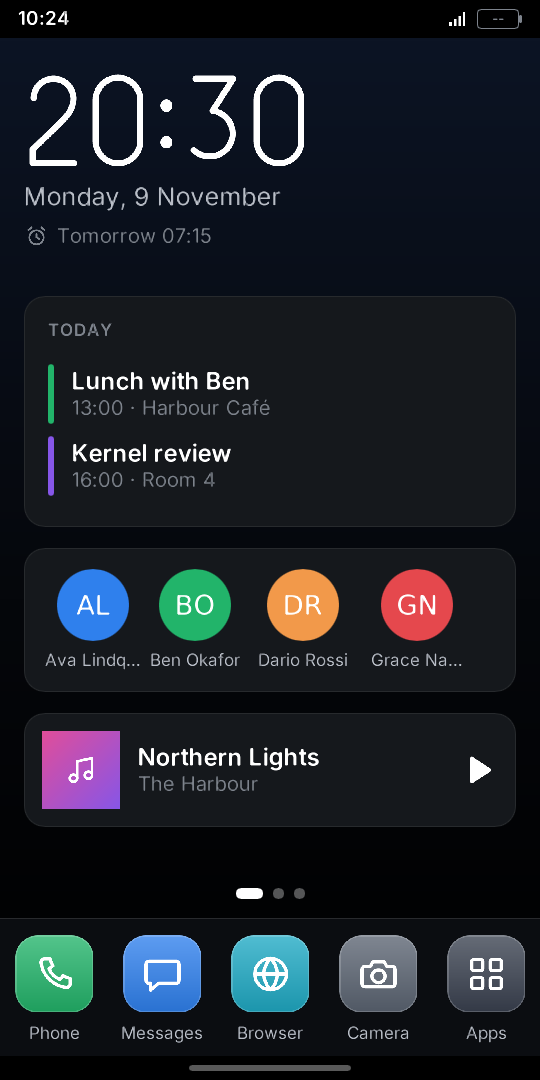 10:24
--
20:30
Monday, 9 November
Tomorrow 07:15
TODAY
Lunch with Ben
13:00 · Harbour Café
Kernel review
16:00 · Room 4
AL BO DR GN
Ava Lindq... Ben Okafor Dario Rossi Grace Na...
Northern Lights
The Harbour
Phone Messages Browser Camera Apps